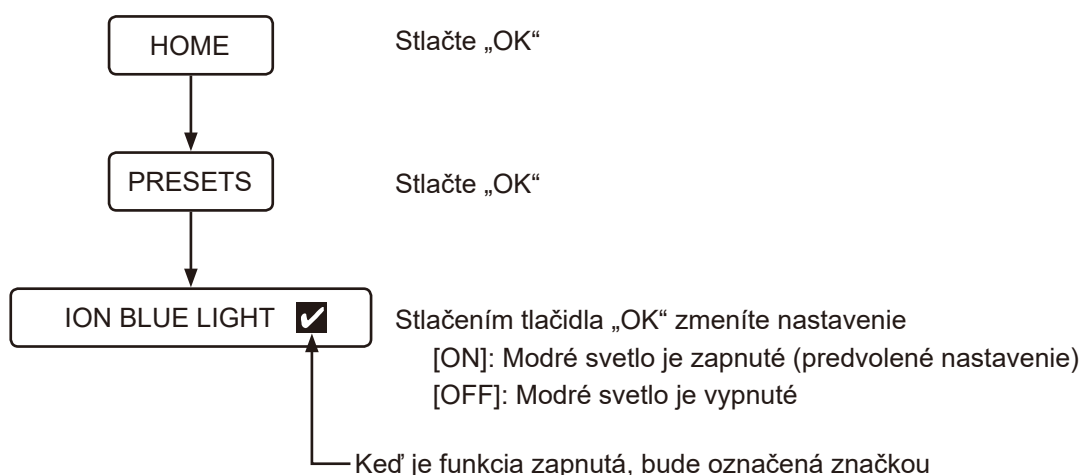 HOME
Stlačte „OK“
PRESETS
Stlačte „OK“
ION BLUE LIGHT ✔
Stlačením tlačidla „OK“ zmeníte nastavenie
[ON]: Modré svetlo je zapnuté (predvolené nastavenie)
[OFF]: Modré svetlo je vypnuté
Keď je funkcia zapnutá, bude označená značkou